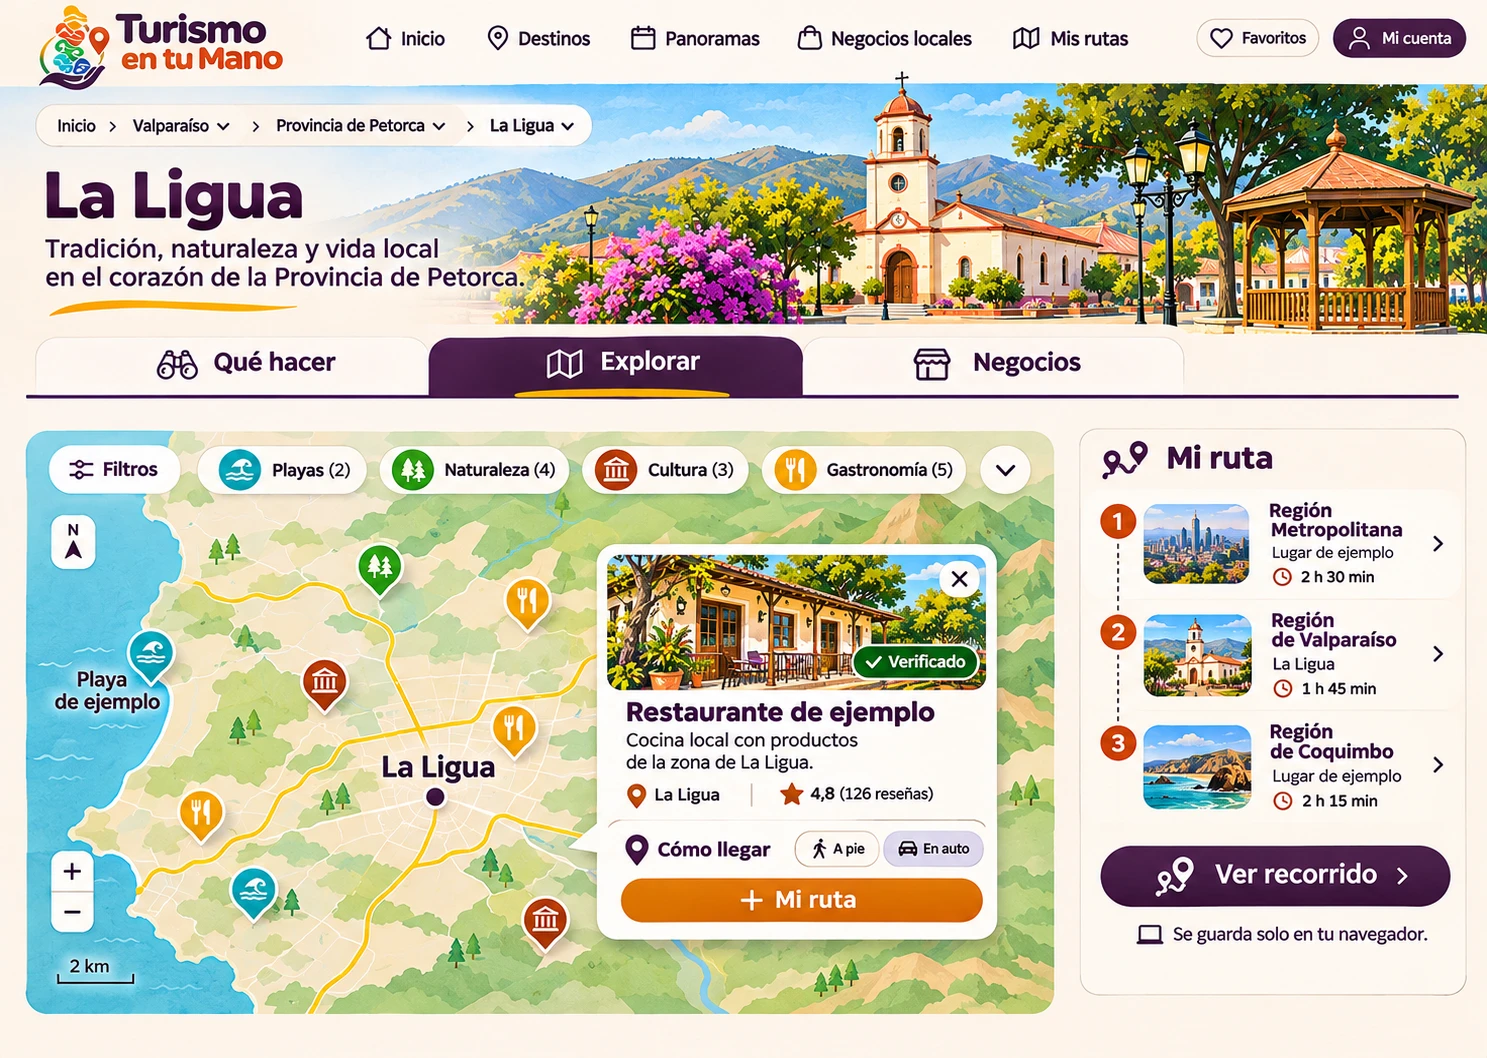 Turismo
en tu Mano
Inicio
Destinos
Panoramas
Negocios locales
Mis rutas
Favoritos
Mi cuenta
Inicio > Valparaíso > Provincia de Petorca > La Ligua
La Ligua
Tradición, naturaleza y vida local
en el corazón de la Provincia de Petorca.
Qué hacer
Explorar
Negocios
Filtros
Playas (2)
Naturaleza (4)
Cultura (3)
Gastronomía (5)
N
Playa
de ejemplo
La Ligua
+
−
2 km
Verificado
Restaurante de ejemplo
Cocina local con productos
de la zona de La Ligua.
La Ligua | 4,8 (126 reseñas)
Cómo llegar
A pie
En auto
+ Mi ruta
Mi ruta
1
Región
Metropolitana
Lugar de ejemplo
2 h 30 min
2
Región
de Valparaíso
La Ligua
1 h 45 min
3
Región
de Coquimbo
Lugar de ejemplo
2 h 15 min
Ver recorrido >
Se guarda solo en tu navegador.